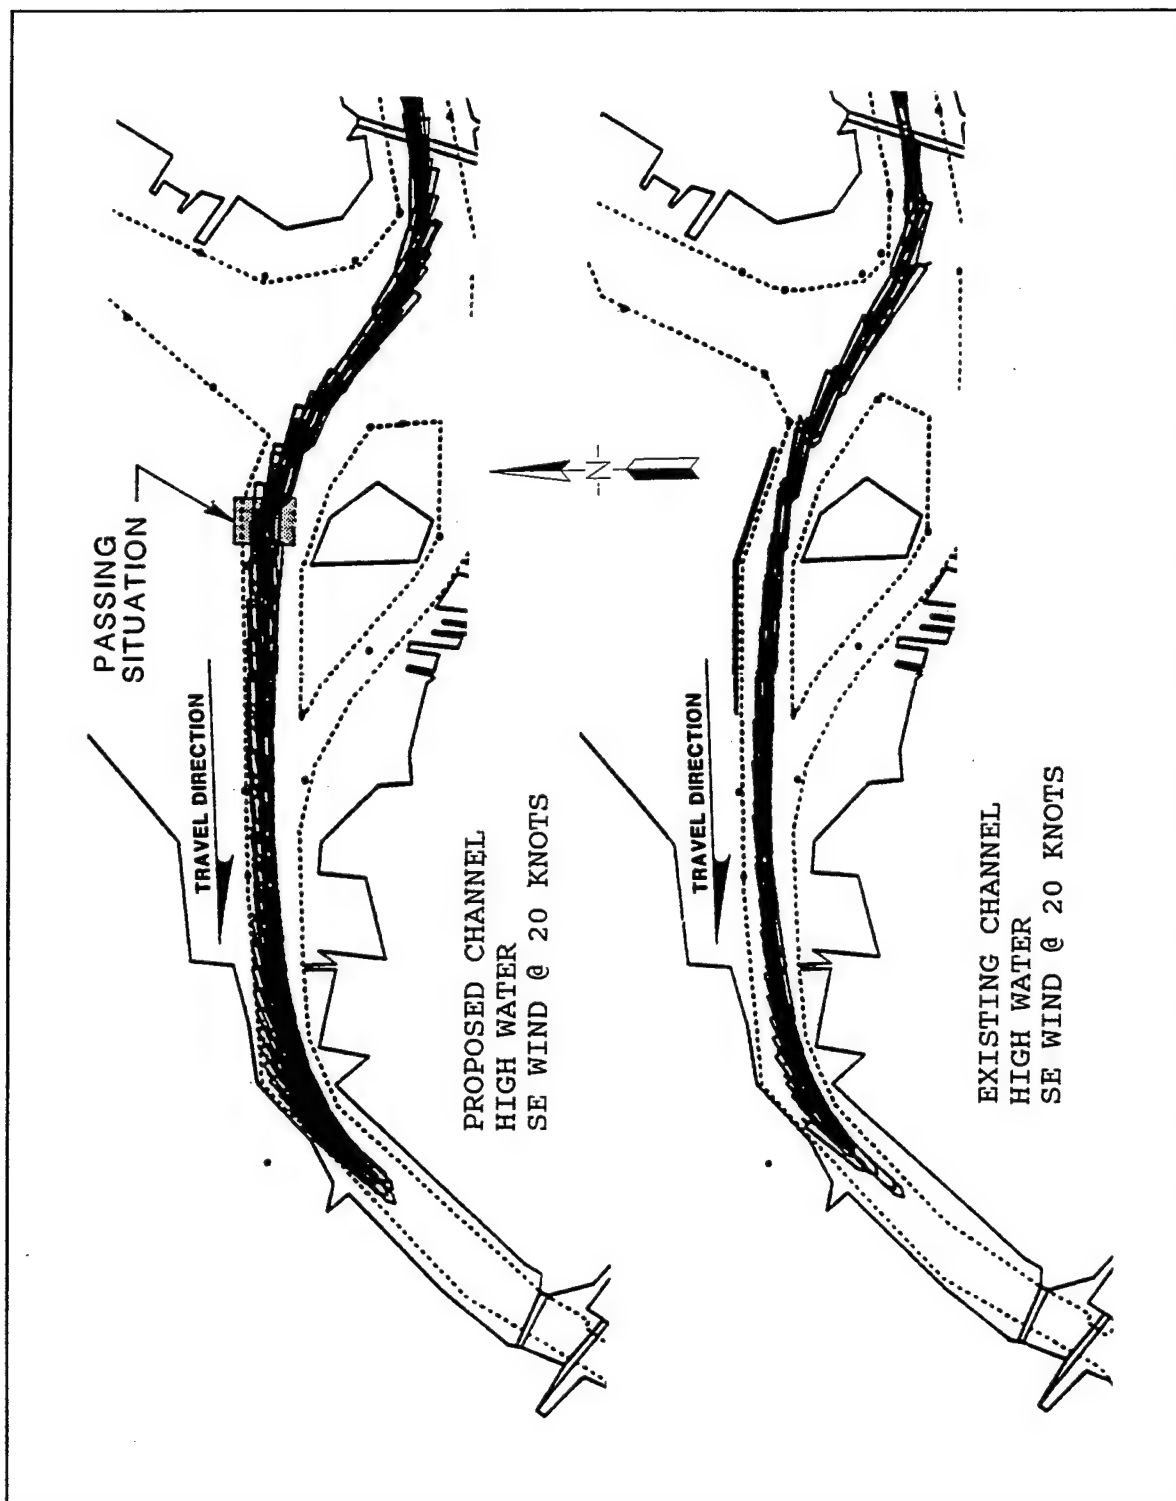 PASSING
SITUATION
TRAVEL DIRECTION
PROPOSED CHANNEL
HIGH WATER
SE WIND @ 20 KNOTS
N
TRAVEL DIRECTION
EXISTING CHANNEL
HIGH WATER
SE WIND @ 20 KNOTS